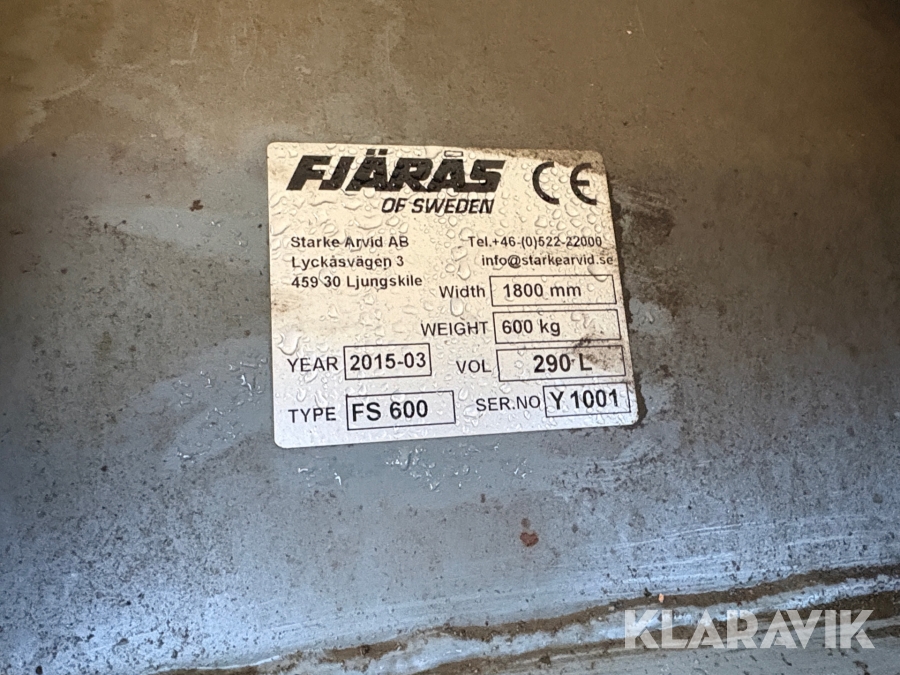 FJÄRÅS CE
OF SWEDEN
Starke Arvid AB Tel.+46-(0)522-22000
Lyckåsvägen 3 info@starkearvid.se
459 30 Ljungskile
Width 1800 mm
WEIGHT 600 kg
YEAR 2015-03 VOL 290 L
TYPE FS 600 SER.NO Y 1001
KLARAVIK